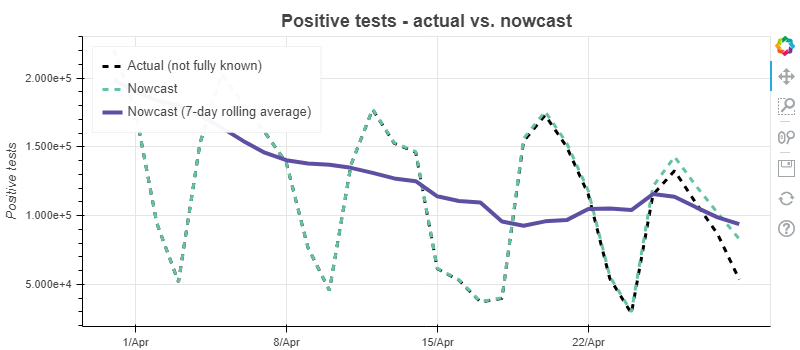 Positive tests - actual vs. nowcast
Actual (not fully known)
Nowcast
Nowcast (7-day rolling average)
2.000e+5
1.500e+5
1.000e+5
5.000e+4
Positive tests
1/Apr
8/Apr
15/Apr
22/Apr